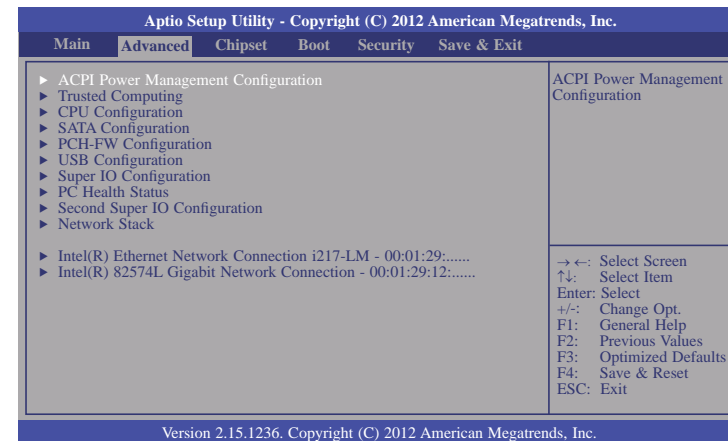 Aptio Setup Utility - Copyright (C) 2012 American Megatrends, Inc.
Main Advanced Chipset Boot Security Save & Exit
► ACPI Power Management Configuration
► Trusted Computing
► CPU Configuration
► SATA Configuration
► PCH-FW Configuration
► USB Configuration
► Super IO Configuration
► PC Health Status
► Second Super IO Configuration
► Network Stack
► Intel(R) Ethernet Network Connection i217-LM - 00:01:29:......
► Intel(R) 82574L Gigabit Network Connection - 00:01:29:12:......
ACPI Power Management
Configuration
→←: Select Screen
↑↓: Select Item
Enter: Select
+/-: Change Opt.
F1: General Help
F2: Previous Values
F3: Optimized Defaults
F4: Save & Reset
ESC: Exit
Version 2.15.1236. Copyright (C) 2012 American Megatrends, Inc.